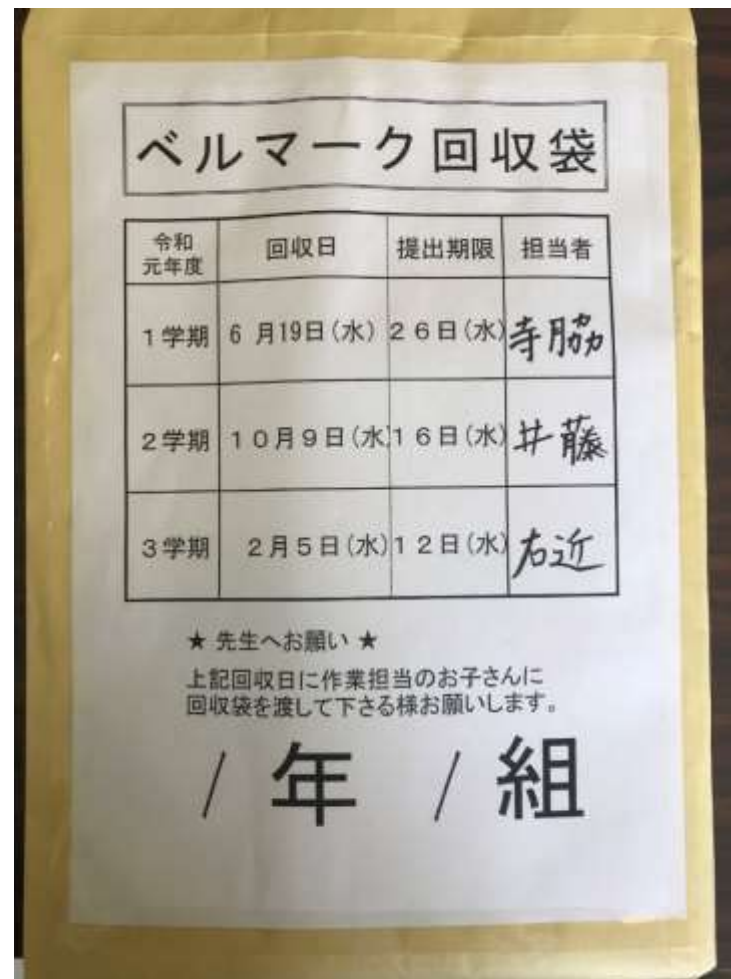 ベルマーク回収袋
令和
元年度
回収日
提出期限
担当者
1学期 6月19日(水) 26日(水) 寺脇
2学期 10月9日(水) 16日(水) 井藤
3学期 2月5日(水) 12日(水) 右近
★ 先生へお願い ★
上記回収日に作業担当のお子さんに
回収袋を渡して下さる様お願いします。
/ 年 / 組